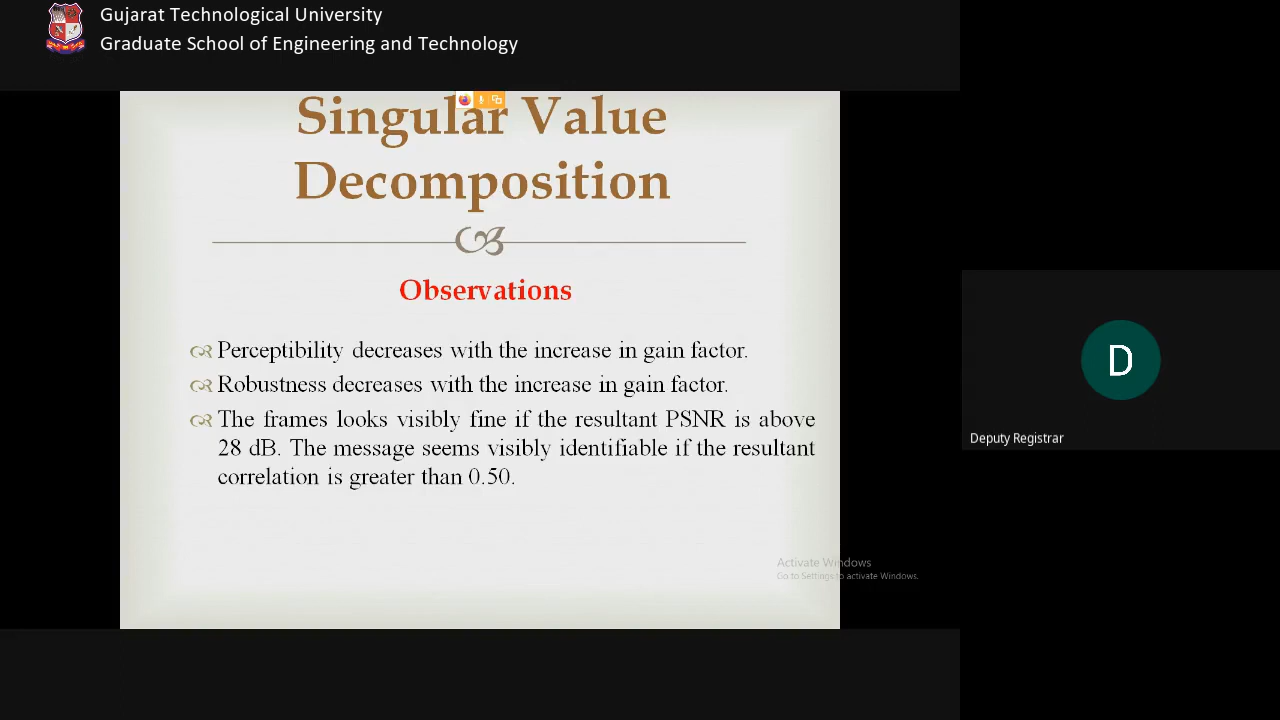 Gujarat Technological University
Graduate School of Engineering and Technology
Singular Value
Decomposition
Observations
Perceptibility decreases with the increase in gain factor.
Robustness decreases with the increase in gain factor.
The frames looks visibly fine if the resultant PSNR is above
28 dB. The message seems visibly identifiable if the resultant
correlation is greater than 0.50.
D
Deputy Registrar
Activate Windows
Go to Settings to activate Windows.